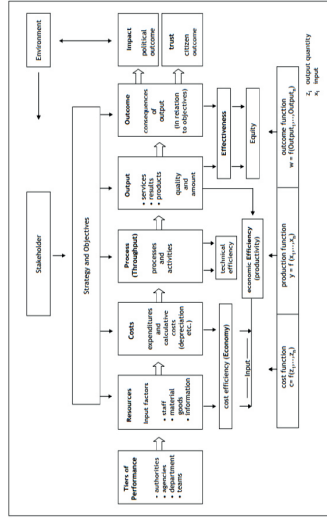 Stakeholder
Environment
Strategy and Objectives
Tiers of
Performance
• authorities
• agencies
• department
• teams
Resources
Input factors
• staff
• material
goods
• information
Costs
expenditures
and
calculative
costs
(depreciation
etc.)
Process
(Throughput)
processes
and
activities
Output
• services
• results
• products
quality
and
amount
Outcome
consequences
of
output
(in relation
to objectives)
Impact
political
outcome
trust
citizen
outcome
cost efficiency (Economy)
technical
efficiency
Effectiveness
Input
economic Efficiency
(productivity)
Equity
cost function
c= f(z₁,...,zₙ)
production function
y = f (x₁,...,xₙ)
outcome function
w = f(Output₁,...,Outputₙ)
zᵢ output quantity
xᵢ input